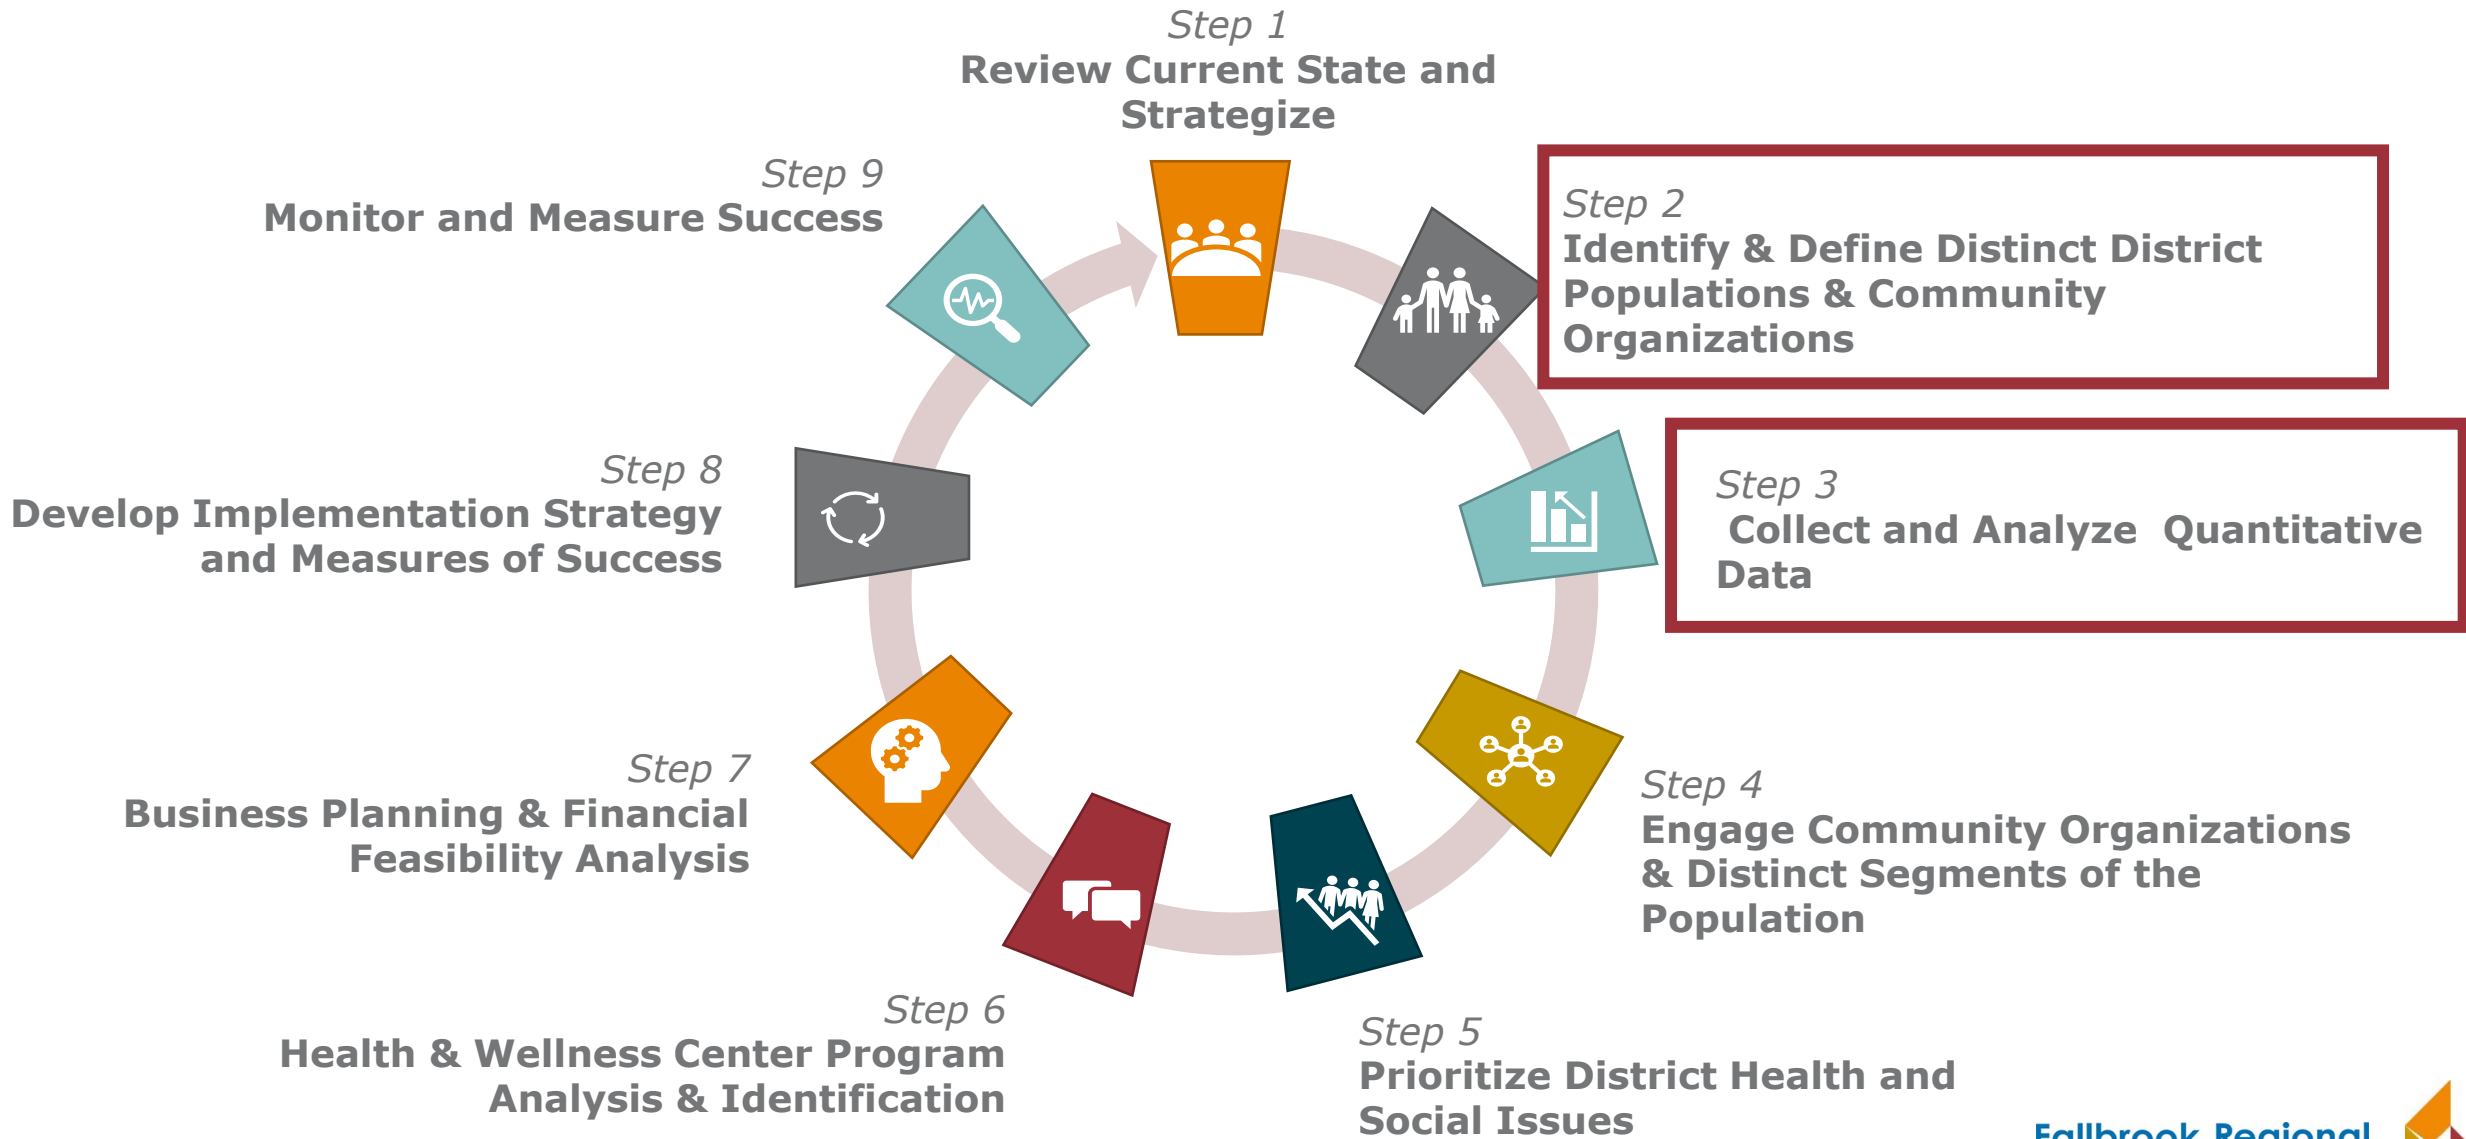 Step 1
Review Current State and
Strategize
Step 2
Identify & Define Distinct District
Populations & Community
Organizations
Step 3
Collect and Analyze  Quantitative
Data
Step 4
Engage Community Organizations
& Distinct Segments of the
Population
Step 5
Prioritize District Health and
Social Issues
Step 6
Health & Wellness Center Program
Analysis & Identification
Step 7
Business Planning & Financial
Feasibility Analysis
Step 8
Develop Implementation Strategy
and Measures of Success
Step 9
Monitor and Measure Success
Fallbrook Regional